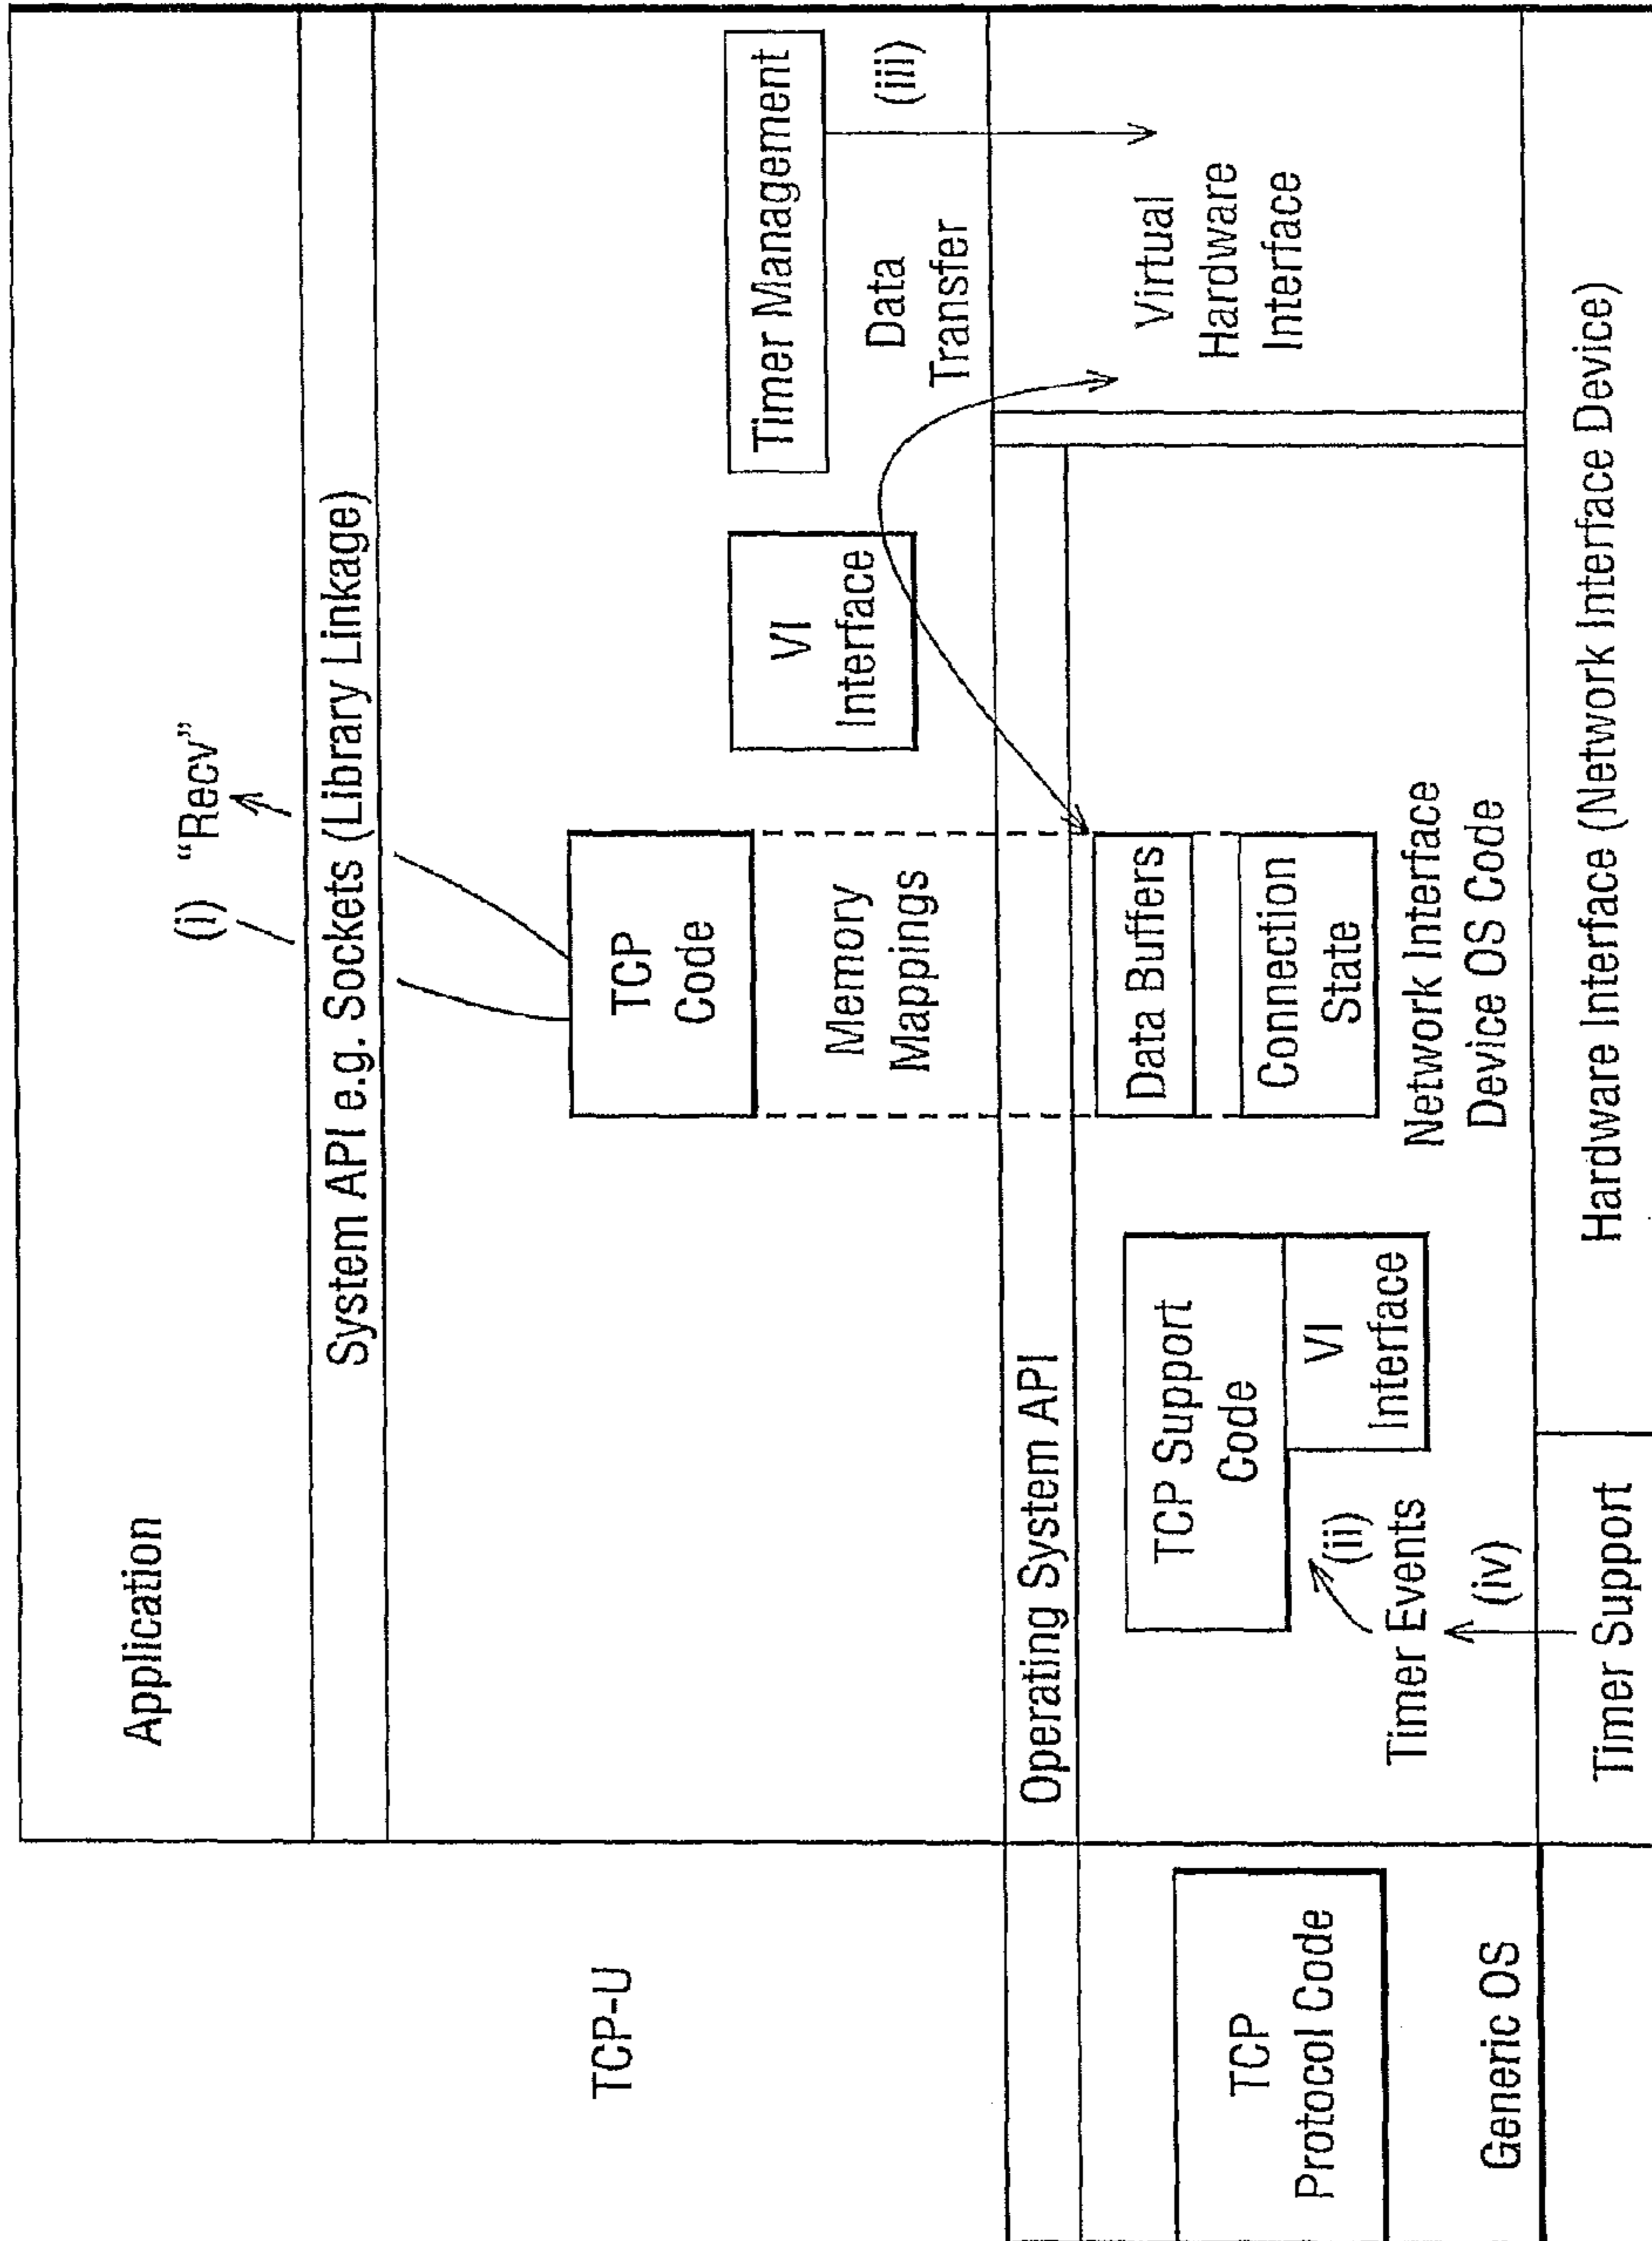 Application
(i) “Recv”
System API e.g. Sockets (Library Linkage)
TCP-U
TCP
Code
Memory
Mappings
VI
Interface
Timer Management
(iii)
Data
Transfer
Operating System API
TCP
Protocol Code
Generic OS
TCP Support
Code
VI
Interface
(ii)
Timer Events
(iv)
Data Buffers
Connection
State
Network Interface
Device OS Code
Virtual
Hardware
Interface
Timer Support
Hardware Interface (Network Interface Device)